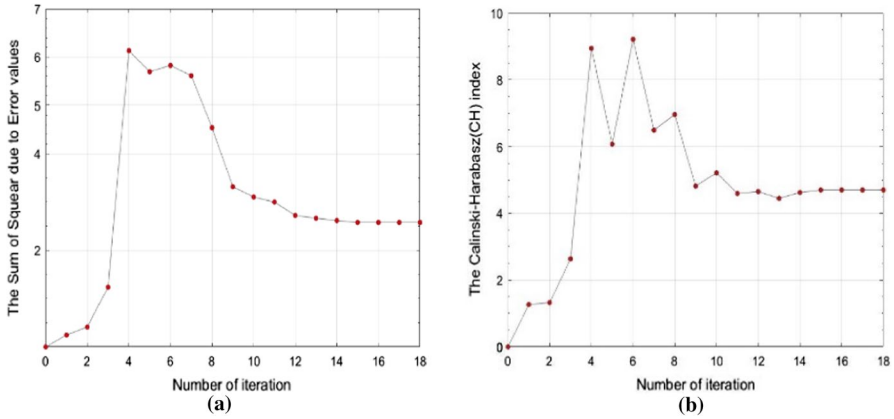 The Sum of Squear due to Error values
7
6
5
4
2
0 2 4 6 8 10 12 14 16 18
Number of iteration
(a)
The Calinski-Harabasz(CH) index
10
8
6
4
2
0
0 2 4 6 8 10 12 14 16 18
Number of iteration
(b)